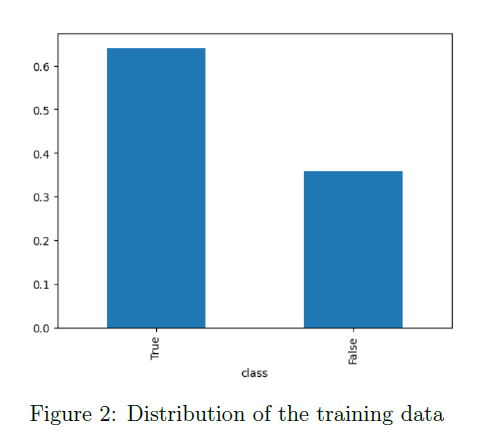 0.6
0.5
0.4
0.3
0.2
0.1
0.0
True
False
class
Figure 2: Distribution of the training data